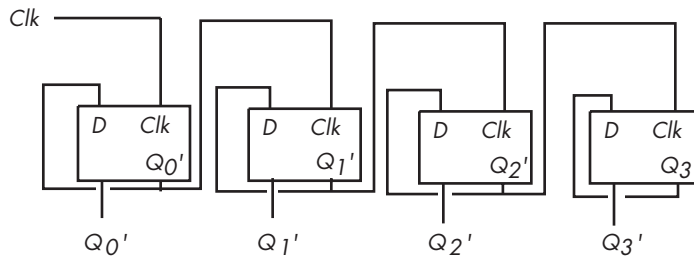 Clk
D Clk D Clk D Clk D Clk
Q0' Q1' Q2' Q3
Q0' Q1' Q2' Q3'